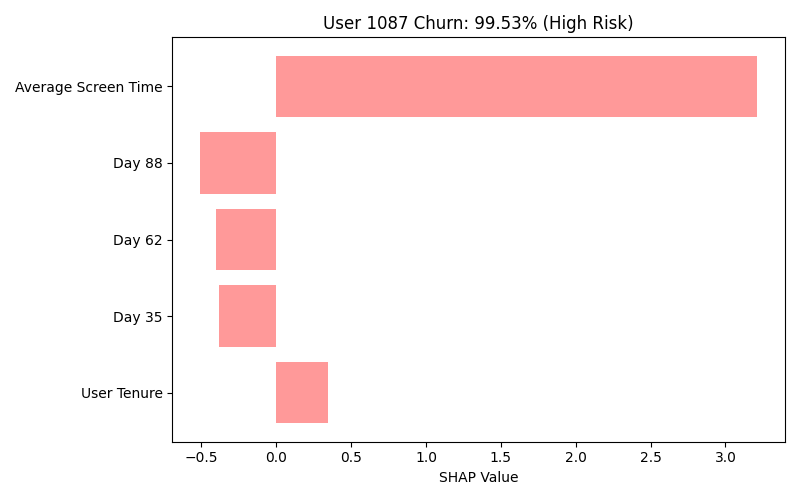 User 1087 Churn: 99.53% (High Risk)
Average Screen Time
Day 88
Day 62
Day 35
User Tenure
−0.5 0.0 0.5 1.0 1.5 2.0 2.5 3.0
SHAP Value